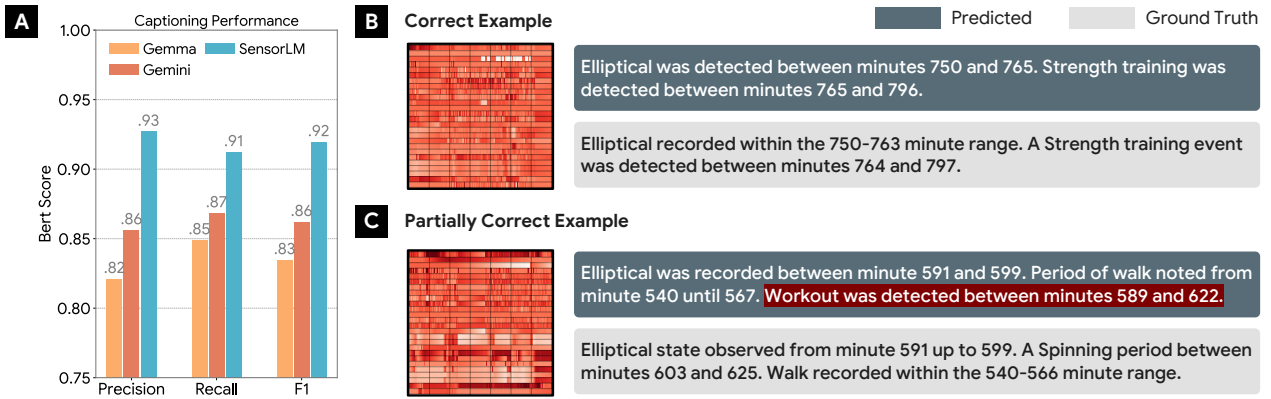 A
Captioning Performance
Bert Score
1.00
0.95
0.90
0.85
0.80
0.75
Gemma
SensorLM
Gemini
.82
.86
.93
.85
.87
.91
.83
.86
.92
Precision
Recall
F1
B
Correct Example
Predicted
Ground Truth
Elliptical was detected between minutes 750 and 765. Strength training was
detected between minutes 765 and 796.
Elliptical recorded within the 750-763 minute range. A Strength training event
was detected between minutes 764 and 797.
C
Partially Correct Example
Elliptical was recorded between minute 591 and 599. Period of walk noted from
minute 540 until 567. Workout was detected between minutes 589 and 622.
Elliptical state observed from minute 591 up to 599. A Spinning period between
minutes 603 and 625. Walk recorded within the 540-566 minute range.